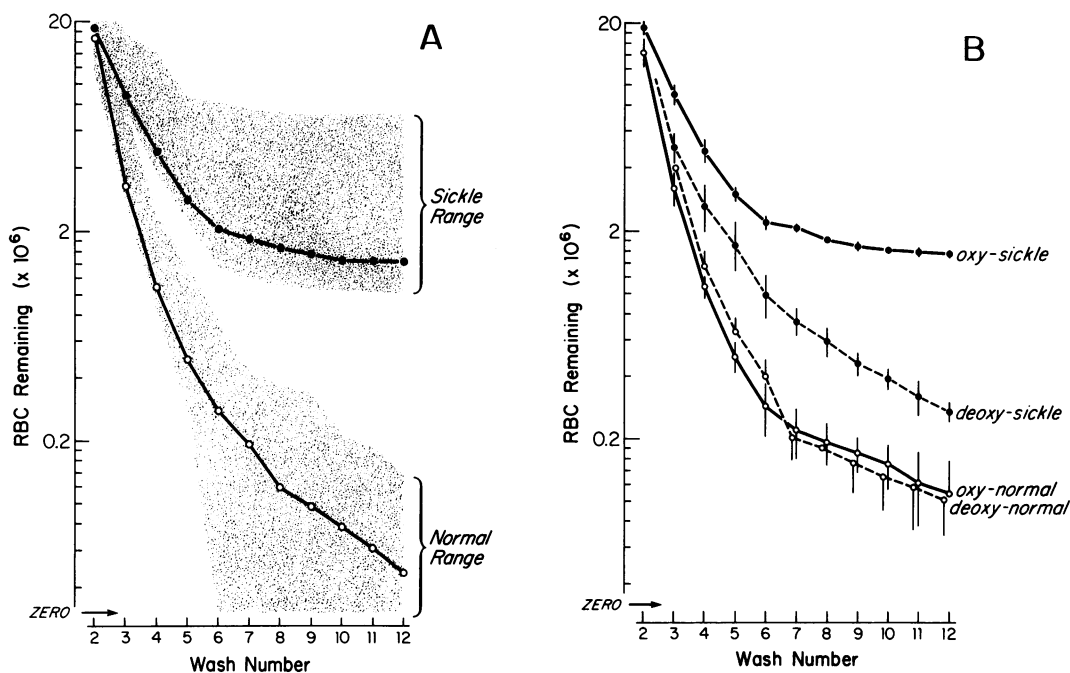 A
20
2
0.2
RBC Remaining (x 10⁶)
Sickle
Range
Normal
Range
ZERO
2 3 4 5 6 7 8 9 10 11 12
Wash Number
B
20
2
0.2
RBC Remaining (x 10⁶)
oxy-sickle
deoxy-sickle
oxy-normal
deoxy-normal
ZERO
2 3 4 5 6 7 8 9 10 11 12
Wash Number